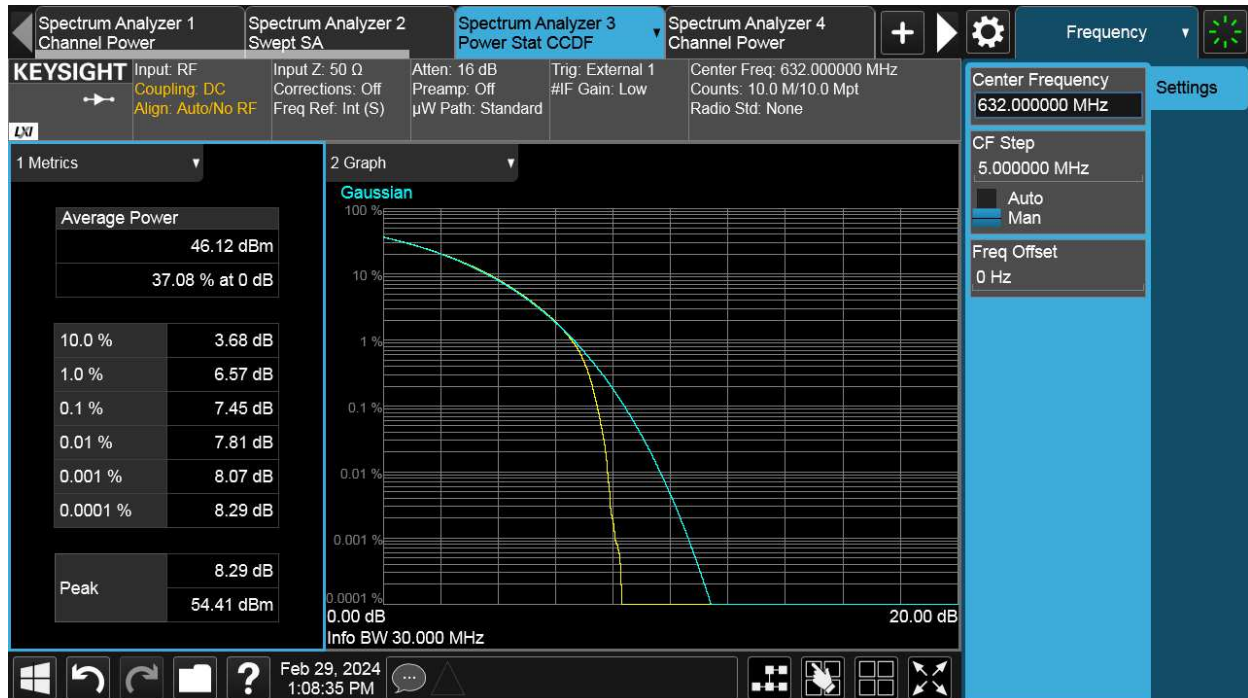 Spectrum Analyzer 1
Channel Power
Spectrum Analyzer 2
Swept SA
Spectrum Analyzer 3
Power Stat CCDF
Spectrum Analyzer 4
Channel Power
+
Frequency
KEYSIGHT
LXI
Input: RF
Coupling: DC
Align: Auto/No RF
Input Z: 50 Ω
Corrections: Off
Freq Ref: Int (S)
Atten: 16 dB
Preamp: Off
µW Path: Standard
Trig: External 1
#IF Gain: Low
Center Freq: 632.000000 MHz
Counts: 10.0 M/10.0 Mpt
Radio Std: None
Center Frequency
632.000000 MHz
Settings
CF Step
5.000000 MHz
Auto
Man
Freq Offset
0 Hz
1 Metrics
Average Power
46.12 dBm
37.08 % at 0 dB
10.0 % 3.68 dB
1.0 % 6.57 dB
0.1 % 7.45 dB
0.01 % 7.81 dB
0.001 % 8.07 dB
0.0001 % 8.29 dB
Peak
8.29 dB
54.41 dBm
2 Graph
Gaussian
100 %
10 %
1 %
0.1 %
0.01 %
0.001 %
0.0001 %
0.00 dB 20.00 dB
Info BW 30.000 MHz
?
Feb 29, 2024
1:08:35 PM